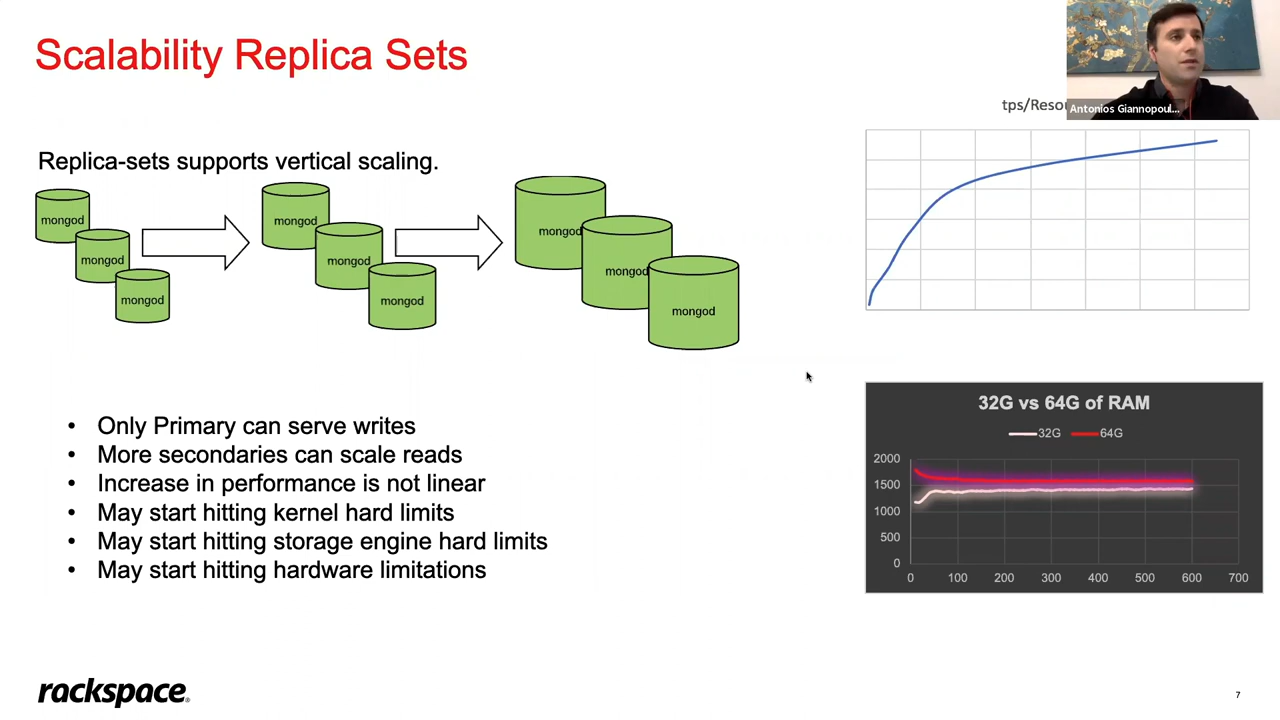 Scalability Replica Sets
Antonios Giannopoul...
Replica-sets supports vertical scaling.
mongod
mongod
mongod
mongod
mongod
mongod
mongod
mongod
mongod
32G vs 64G of RAM
32G 64G
2000
1500
1000
500
0
0 100 200 300 400 500 600 700
• Only Primary can serve writes
• More secondaries can scale reads
• Increase in performance is not linear
• May start hitting kernel hard limits
• May start hitting storage engine hard limits
• May start hitting hardware limitations
rackspace
7